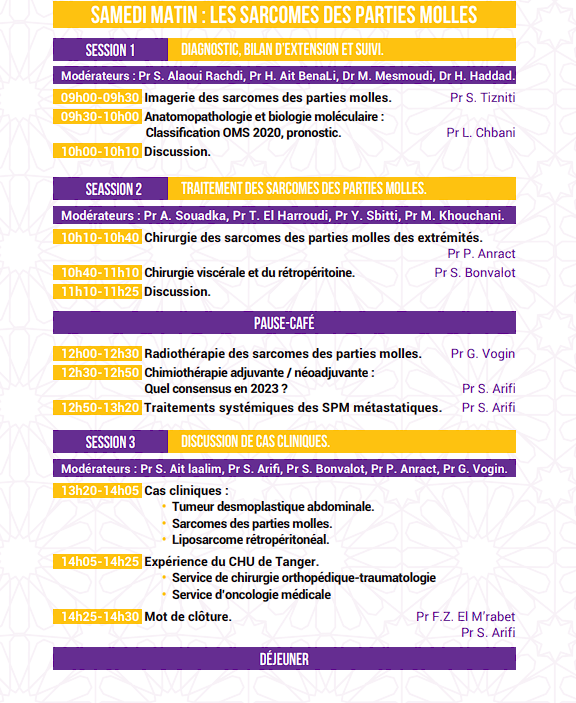 SAMEDI MATIN : LES SARCOMES DES PARTIES MOLLES
SESSION 1 DIAGNOSTIC, BILAN D'EXTENSION ET SUIVI.
Modérateurs : Pr S. Alaoui Rachdi, Pr H. Ait BenaLi, Dr M. Mesmoudi, Dr H. Haddad.
09h00-09h30 Imagerie des sarcomes des parties molles. Pr S. Tizniti
09h30-10h00 Anatomopathologie et biologie moléculaire :
Classification OMS 2020, pronostic. Pr L. Chbani
10h00-10h10 Discussion.
SEASSION 2 TRAITEMENT DES SARCOMES DES PARTIES MOLLES.
Modérateurs : Pr A. Souadka, Pr T. El Harroudi, Pr Y. Sbitti, Pr M. Khouchani.
10h10-10h40 Chirurgie des sarcomes des parties molles des extrémités.
Pr P. Anract
10h40-11h10 Chirurgie viscérale et du rétropéritoine. Pr S. Bonvalot
11h10-11h25 Discussion.
PAUSE-CAFÉ
12h00-12h30 Radiothérapie des sarcomes des parties molles. Pr G. Vogin
12h30-12h50 Chimiothérapie adjuvante / néoadjuvante :
Quel consensus en 2023 ? Pr S. Arifi
12h50-13h20 Traitements systémiques des SPM métastatiques. Pr S. Arifi
SESSION 3 DISCUSSION DE CAS CLINIQUES.
Modérateurs : Pr S. Ait laalim, Pr S. Arifi, Pr S. Bonvalot, Pr P. Anract, Pr G. Vogin.
13h20-14h05 Cas cliniques :
• Tumeur desmoplastique abdominale.
• Sarcomes des parties molles.
• Liposarcome rétropéritonéal.
14h05-14h25 Expérience du CHU de Tanger.
• Service de chirurgie orthopédique-traumatologie
• Service d'oncologie médicale
14h25-14h30 Mot de clôture. Pr F.Z. El M'rabet
Pr S. Arifi
DÉJEUNER